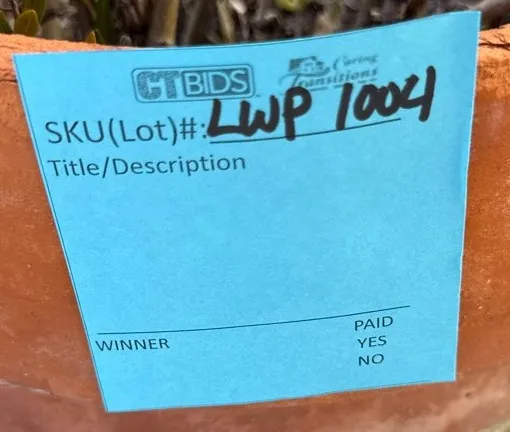 CTBIDS Caring Transitions
SKU(Lot)#: LWP 1004
Title/Description
WINNER
PAID
YES
NO